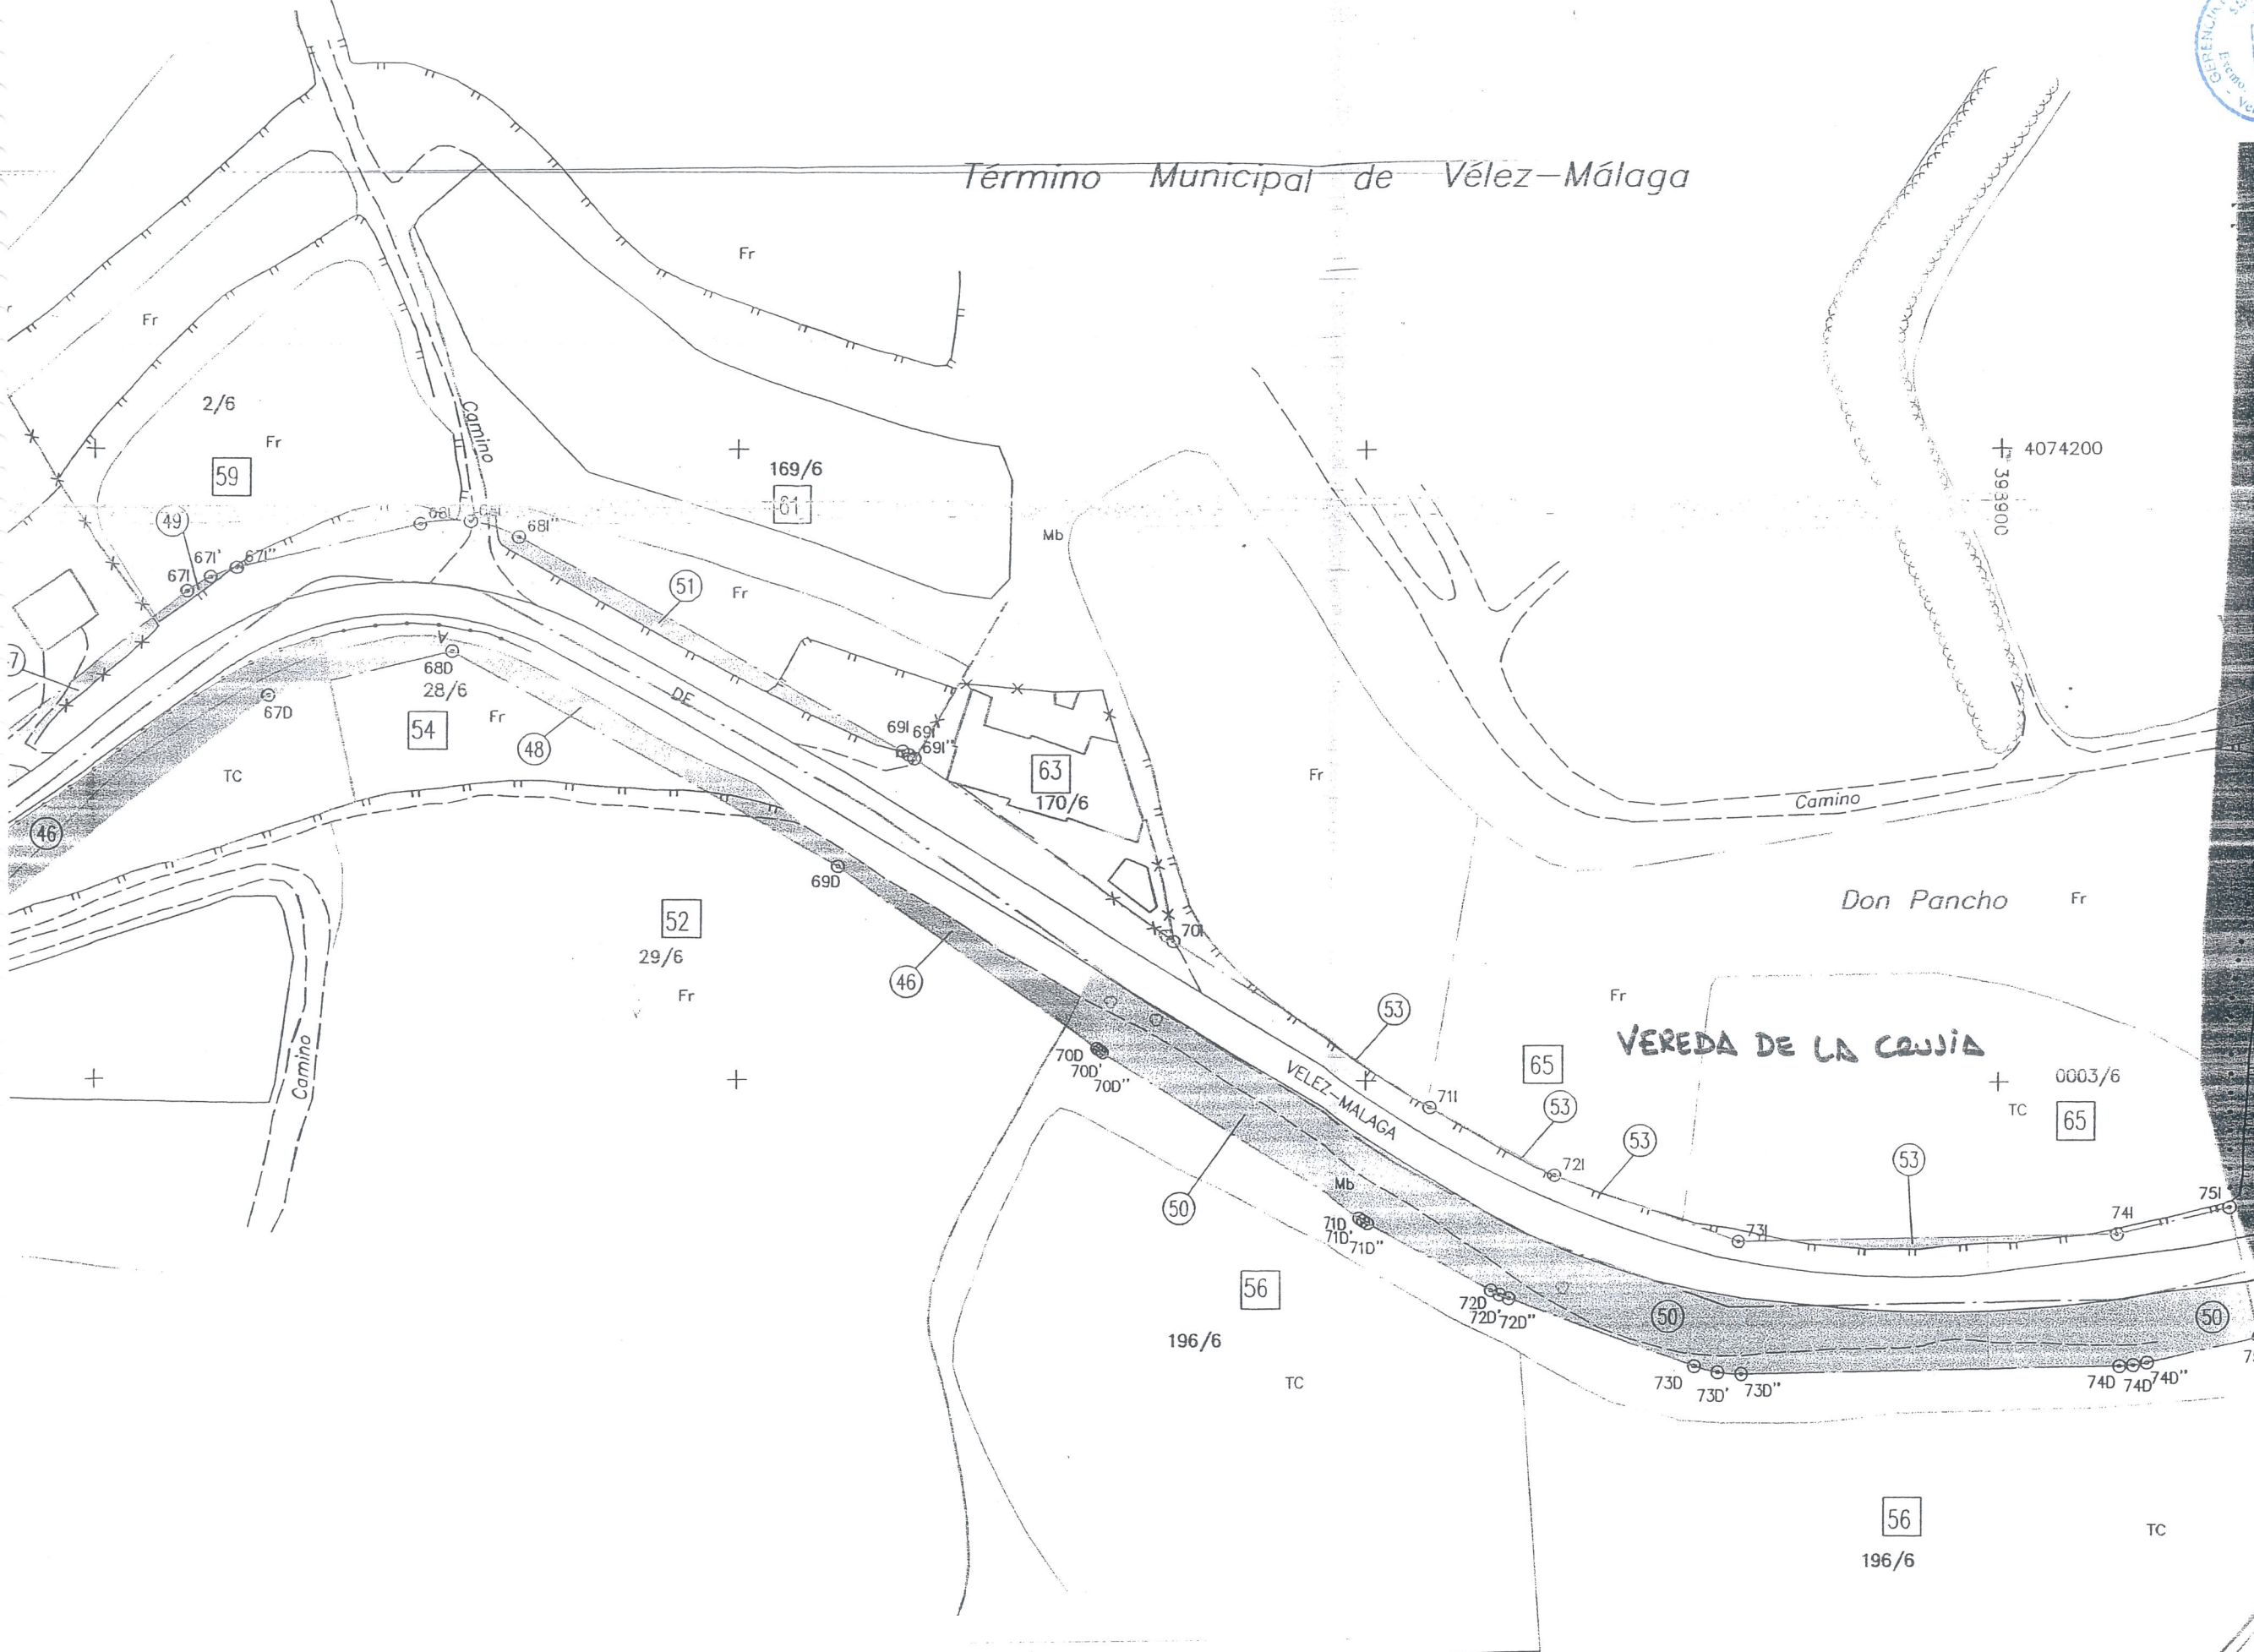 GERENCIA
Excmo.
Término Municipal de Vélez-Málaga
Fr
Fr
2/6
Fr
59
Camino
169/6
61
4074200
398900
49
68I
68I'
68I''
Mb
67I
67I'
67I''
51
Fr
7
68D
28/6
67D
DE
54
Fr
48
69I
69I'
69I''
TC
63
170/6
Fr
Camino
46
69D
52
29/6
Fr
46
70I
Don Pancho
Fr
Fr
53
VEREDA DE LA CRUJIA
Camino
70D
70D'
70D''
VELEZ-MALAGA
65
71I
53
0003/6
TC
65
53
72I
53
50
Mb
71D
71D'
71D''
73I
74I
75I
56
72D
72D'
72D''
50
50
196/6
TC
73D
73D'
73D''
74D
74D'
74D''
56
TC
196/6